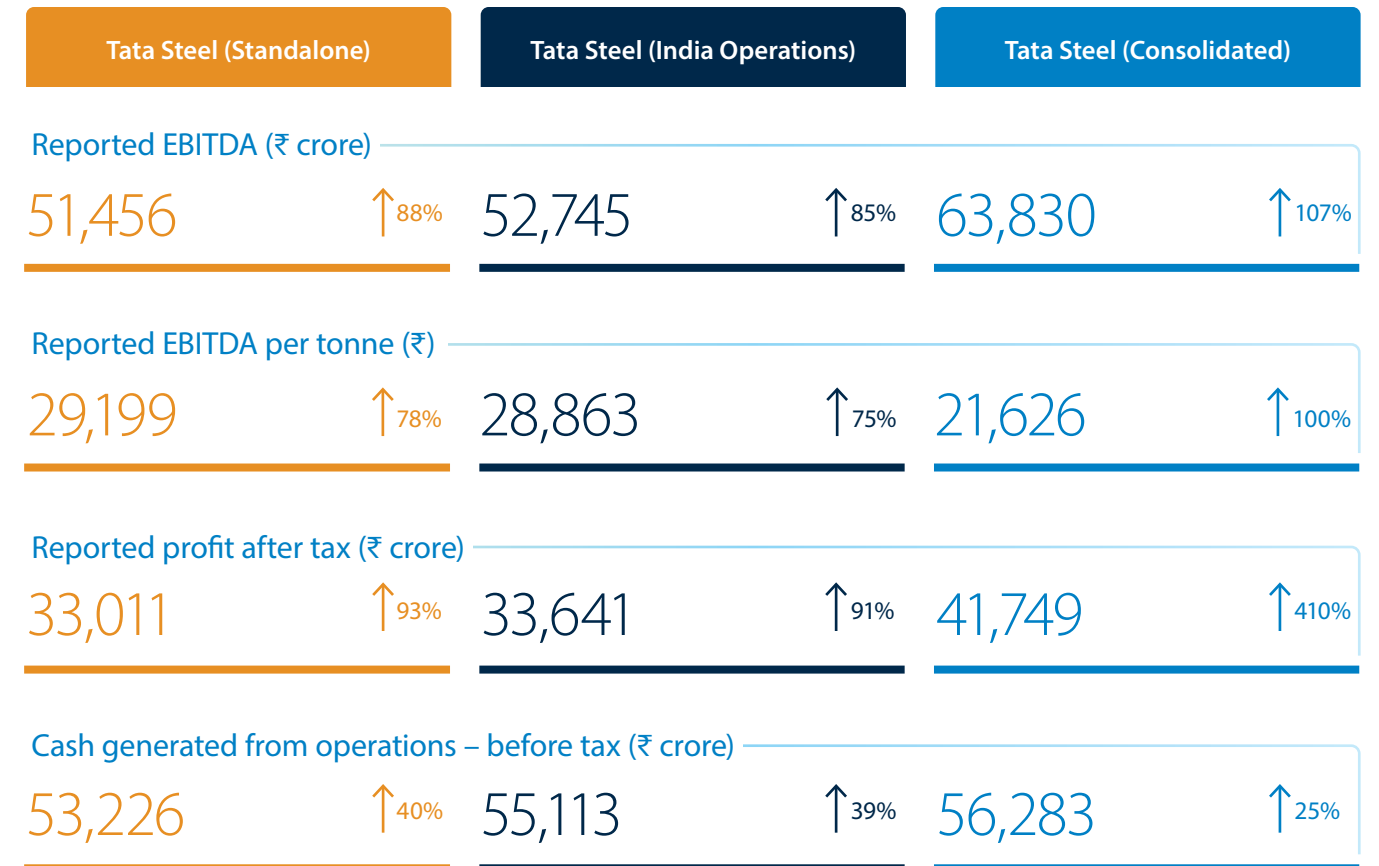 Tata Steel (Standalone)
Tata Steel (India Operations)
Tata Steel (Consolidated)
Reported EBITDA (₹ crore)
51,456 ↑88%
52,745 ↑85%
63,830 ↑107%
Reported EBITDA per tonne (₹)
29,199 ↑78%
28,863 ↑75%
21,626 ↑100%
Reported profit after tax (₹ crore)
33,011 ↑93%
33,641 ↑91%
41,749 ↑410%
Cash generated from operations – before tax (₹ crore)
53,226 ↑40%
55,113 ↑39%
56,283 ↑25%